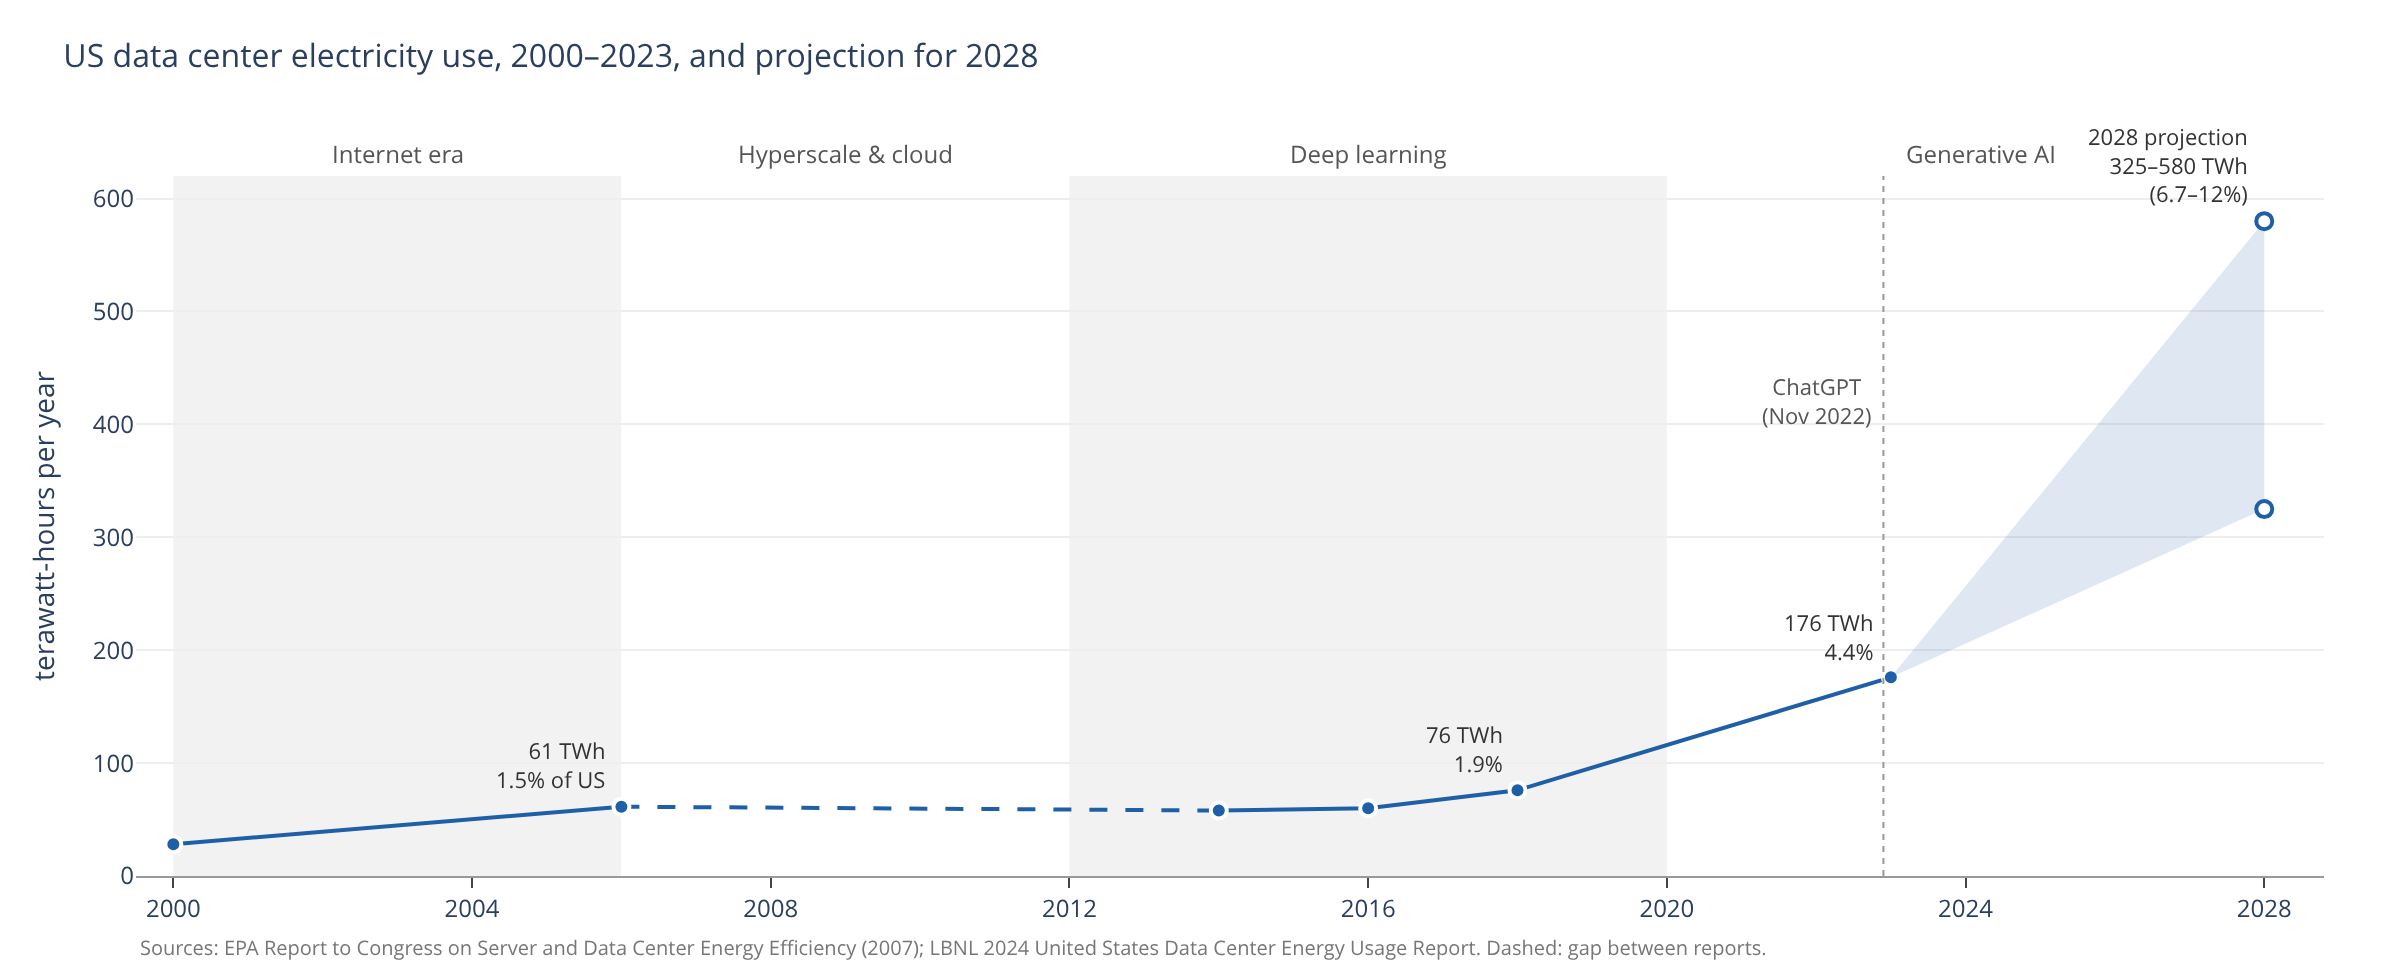 US data center electricity use, 2000–2023, and projection for 2028
Internet era
Hyperscale & cloud
Deep learning
Generative AI
2028 projection
325–580 TWh
(6.7–12%)
terawatt-hours per year
600
500
400
300
200
100
0
ChatGPT
(Nov 2022)
176 TWh
4.4%
76 TWh
1.9%
61 TWh
1.5% of US
2000
2004
2008
2012
2016
2020
2024
2028
Sources: EPA Report to Congress on Server and Data Center Energy Efficiency (2007); LBNL 2024 United States Data Center Energy Usage Report. Dashed: gap between reports.